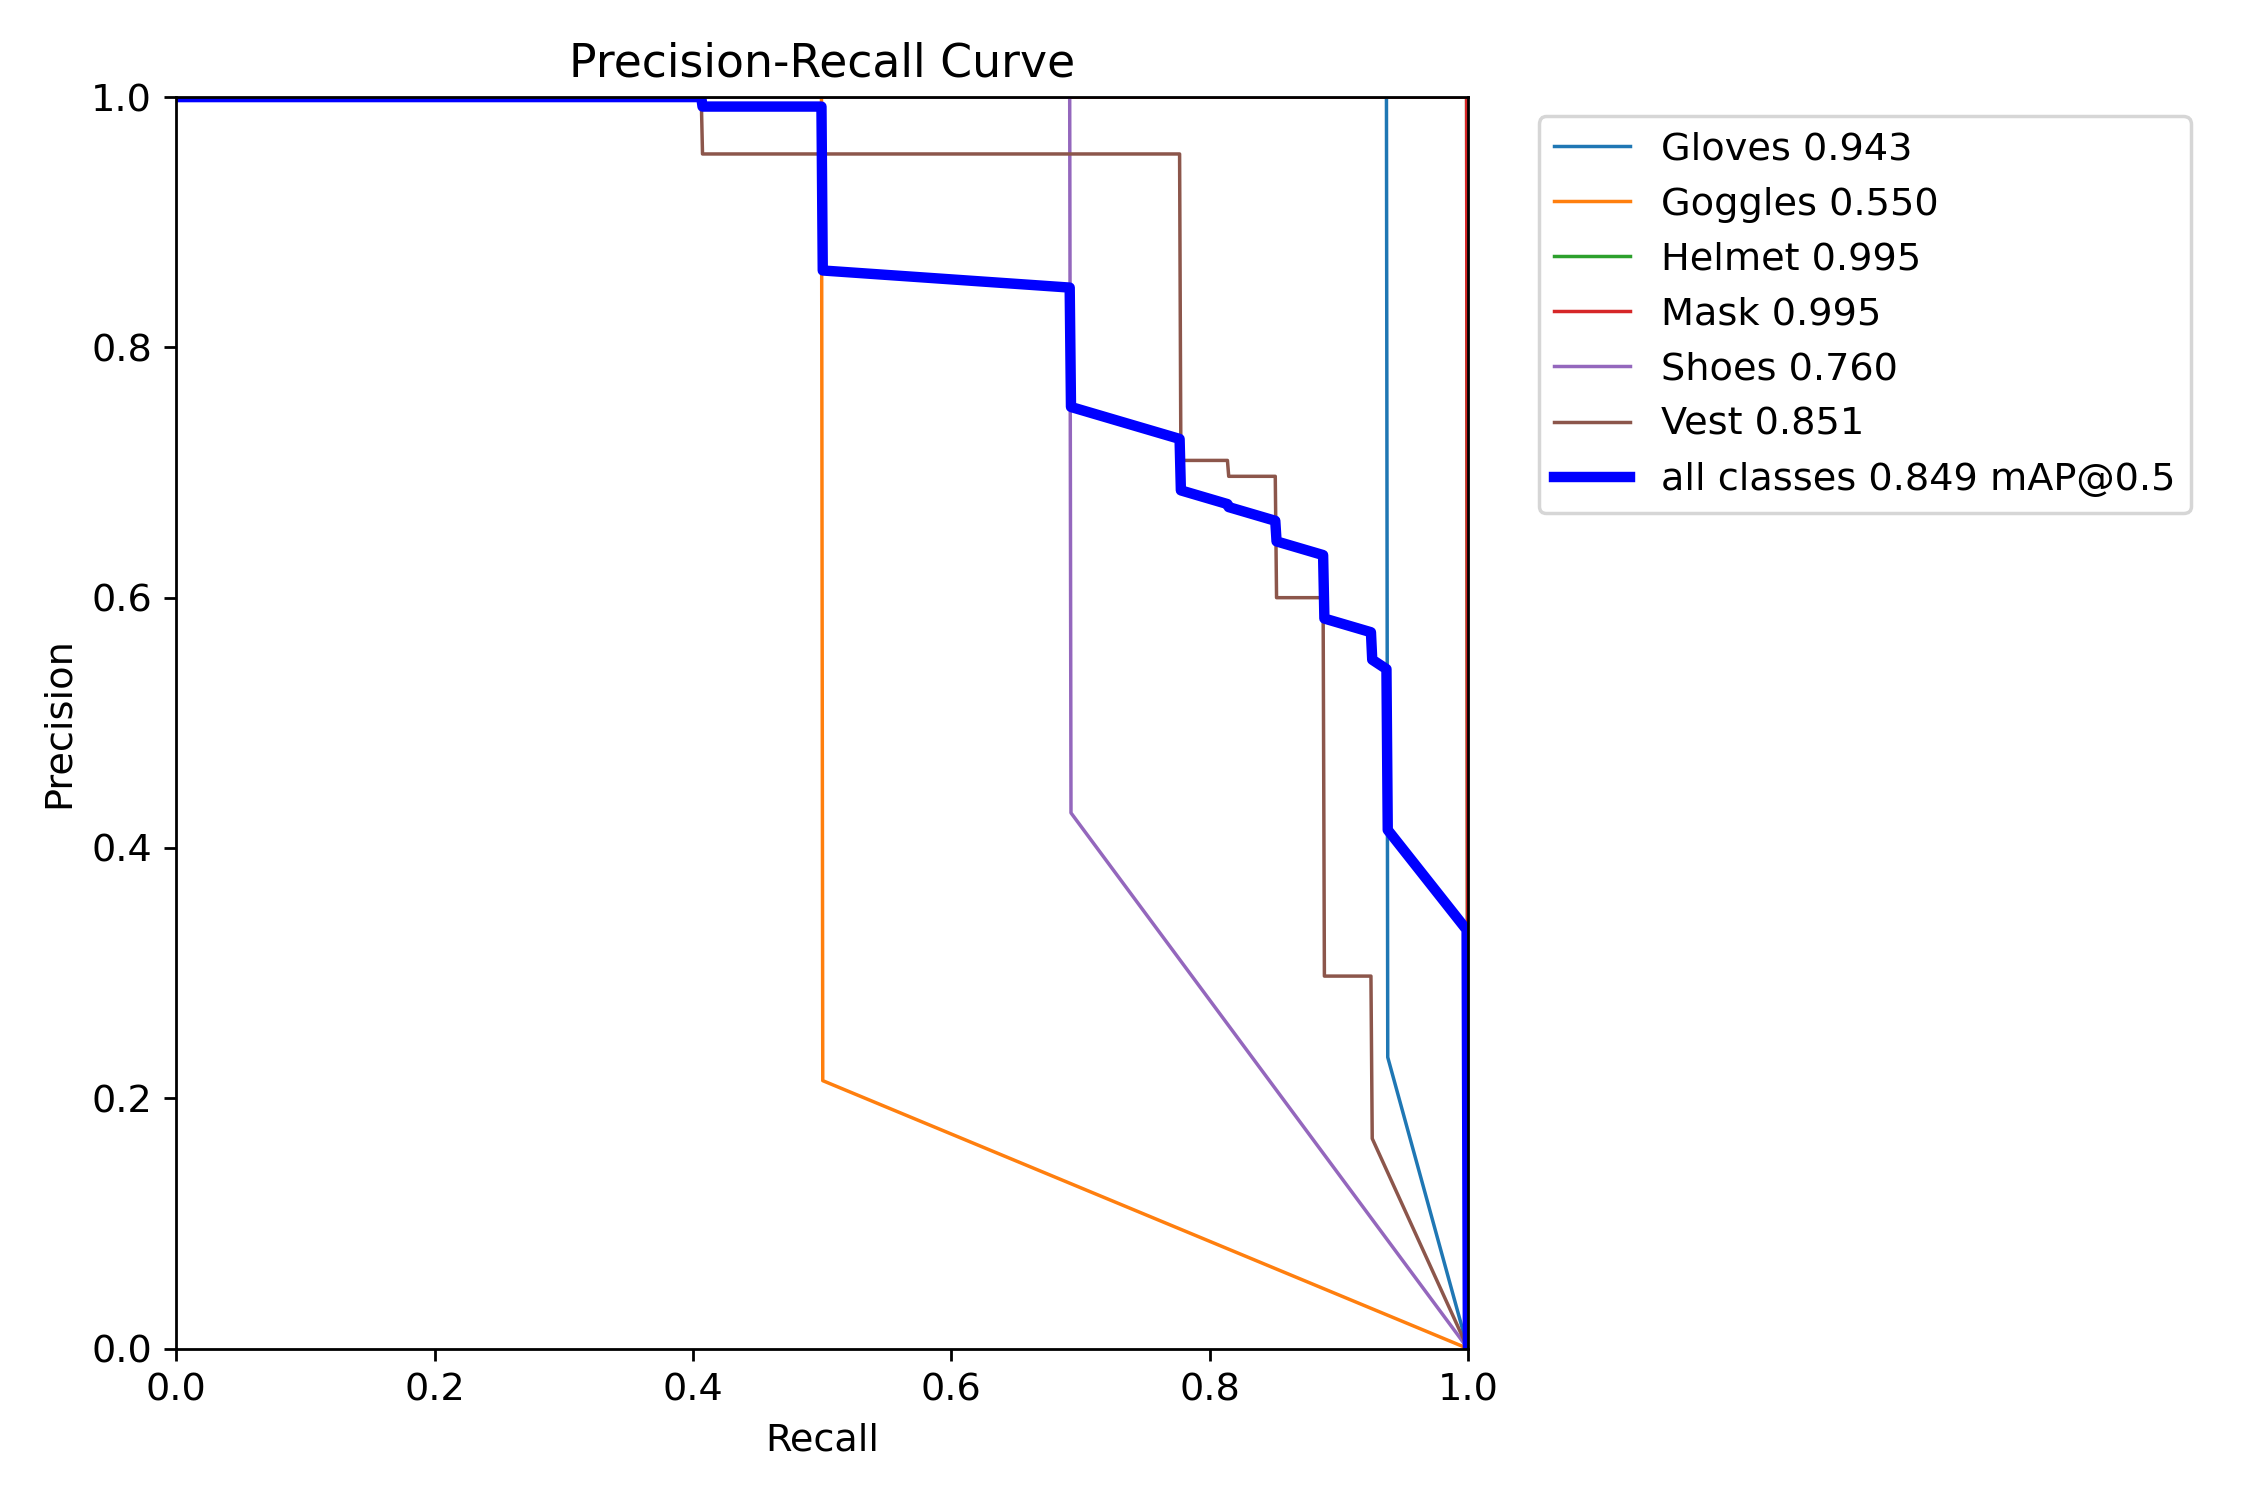 Precision-Recall Curve
1.0
0.8
0.6
0.4
0.2
0.0
Precision
0.0 0.2 0.4 0.6 0.8 1.0
Recall
Gloves 0.943
Goggles 0.550
Helmet 0.995
Mask 0.995
Shoes 0.760
Vest 0.851
all classes 0.849 mAP@0.5